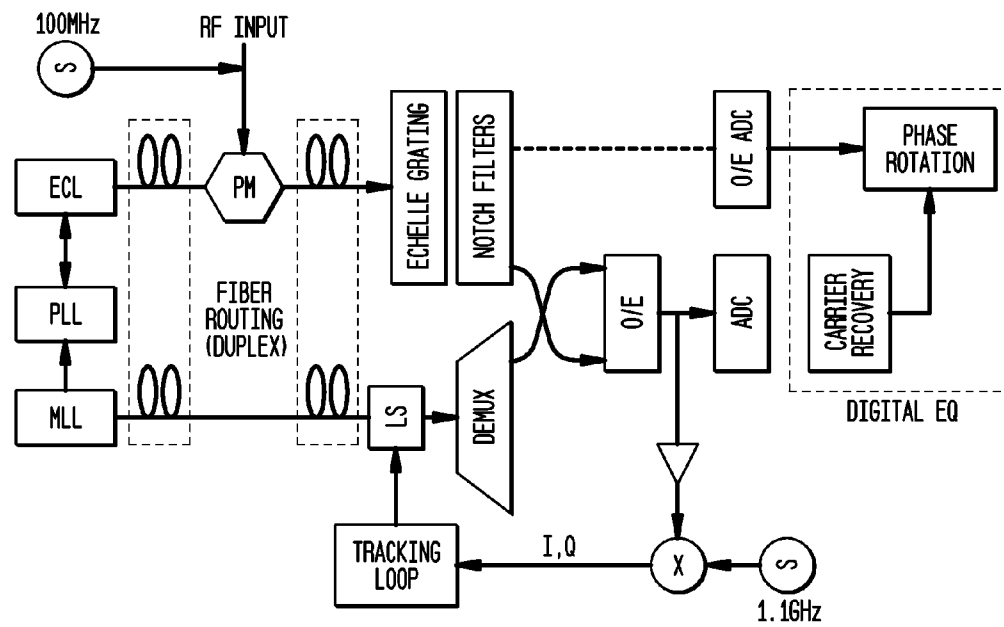 100MHz
RF INPUT
S
ECL
PM
ECHELLE GRATING
NOTCH FILTERS
O/E ADC
PHASE
ROTATION
PLL
FIBER
ROUTING
(DUPLEX)
O/E
ADC
CARRIER
RECOVERY
MLL
LS
DEMUX
DIGITAL EQ
TRACKING
LOOP
I,Q
X
S
1.1GHz